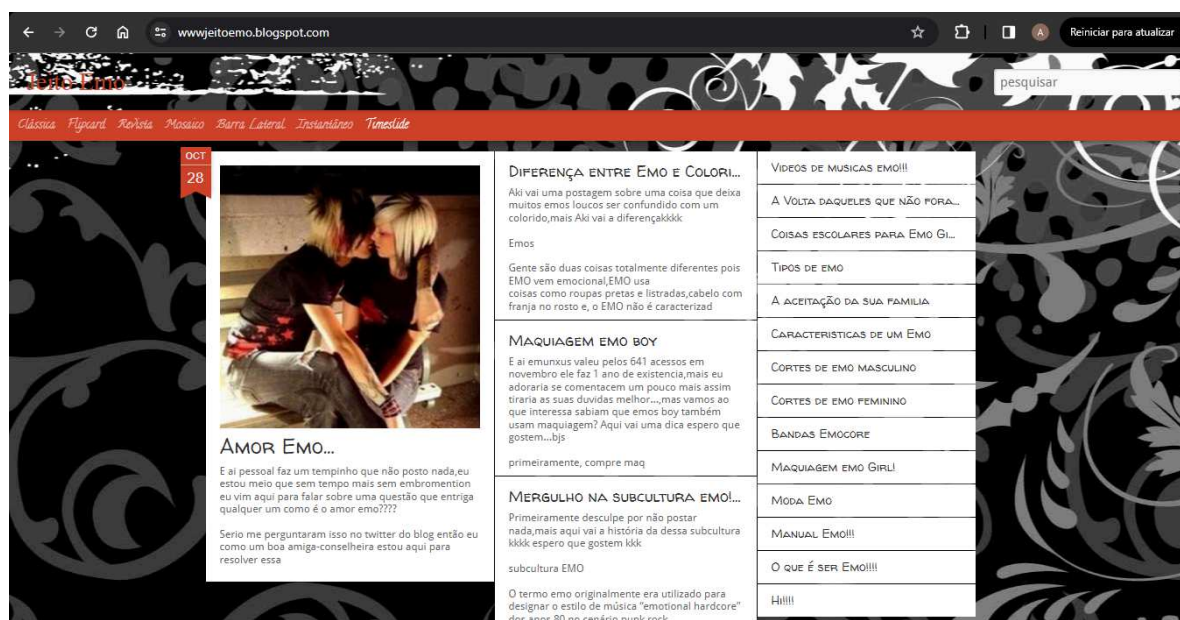 wwwjeitoemo.blogspot.com
A
Reiniciar para atualizar
Jeito Emo
pesquisar
Clássica Flipcard Revista Mosaico Barra Lateral Instantâneo Timeslide
OCT
28
AMOR EMO...
E ai pessoal faz um tempinho que não posto nada,eu
estou meio que sem tempo mais sem embromention
eu vim aqui para falar sobre uma questão que entriga
qualquer um como é o amor emo????
Serio me perguntaram isso no twitter do blog então eu
como um boa amiga-conselheira estou aqui para
resolver essa
DIFERENÇA ENTRE EMO E COLORI...
Aki vai uma postagem sobre uma coisa que deixa
muitos emos loucos ser confundido com um
colorido,mais Aki vai a diferençakkkk
Emos
Gente são duas coisas totalmente diferentes pois
EMO vem emocional,EMO usa
coisas como roupas pretas e listradas,cabelo com
franja no rosto e, o EMO não é caracterizad
MAQUIAGEM EMO BOY
E ai emunxus valeu pelos 641 acessos em
novembro ele faz 1 ano de existencia,mais eu
adoraria se comentacem um pouco mais assim
tiraria as suas duvidas melhor...,mas vamos ao
que interessa sabiam que emos boy também
usam maquiagem? Aqui vai uma dica espero que
gostem...bjs
primeiramente, compre maq
MERGULHO NA SUBCULTURA EMO!...
Primeiramente desculpe por não postar
nada,mais aqui vai a história da dessa subcultura
kkkk espero que gostem kkk
subcultura EMO
O termo emo originalmente era utilizado para
designar o estilo de música "emotional hardcore"
dos anos 80 no cenário punk rock
VIDEOS DE MUSICAS EMO!!!
A VOLTA DAQUELES QUE NÃO FORA...
COISAS ESCOLARES PARA EMO GI...
TIPOS DE EMO
A ACEITAÇÃO DA SUA FAMILIA
CARACTERISTICAS DE UM EMO
CORTES DE EMO MASCULINO
CORTES DE EMO FEMININO
BANDAS EMOCORE
MAQUIAGEM EMO GIRL!
MODA EMO
MANUAL EMO!!!
O QUE É SER EMO!!!!
HI!!!!